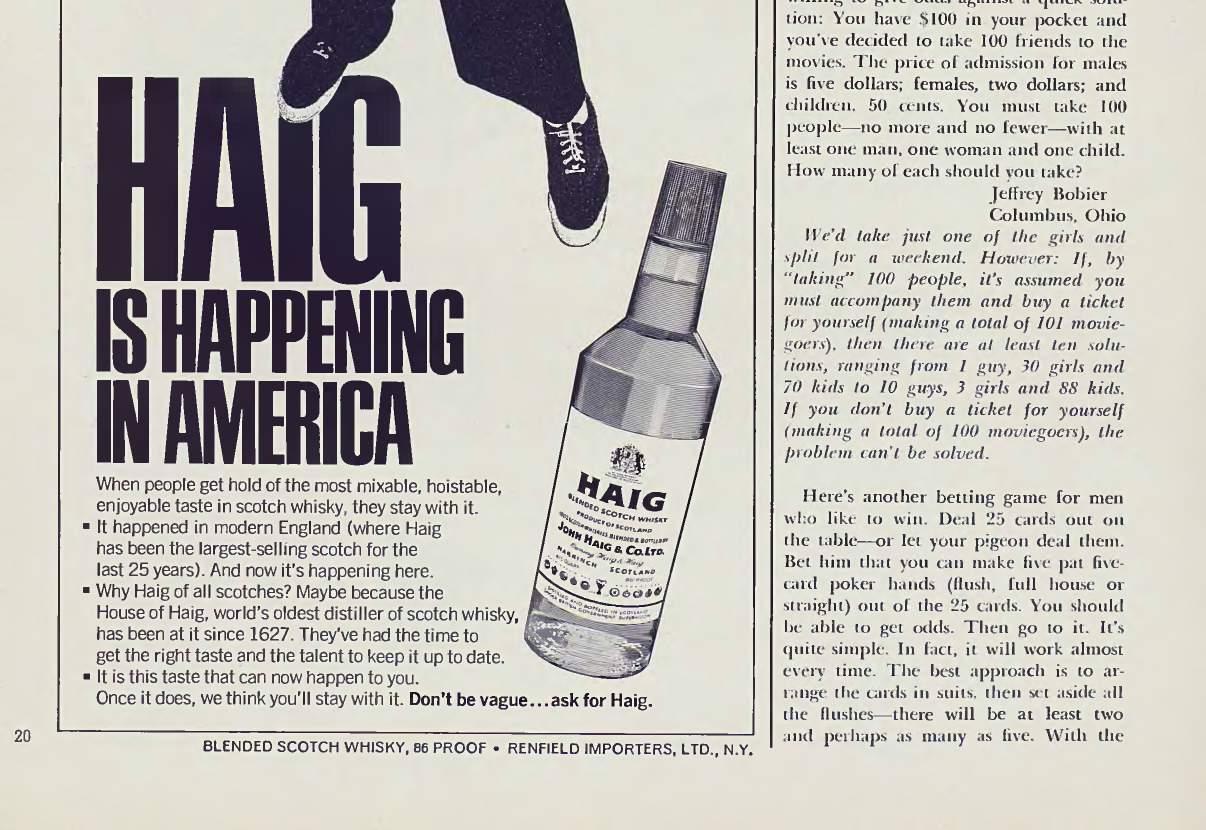 HAIG
IS HAPPENING
IN AMERICA
When people get hold of the most mixable, hoistable,
enjoyable taste in scotch whisky, they stay with it.
▪ It happened in modern England (where Haig
has been the largest-selling scotch for the
last 25 years). And now it's happening here.
▪ Why Haig of all scotches? Maybe because the
House of Haig, world's oldest distiller of scotch whisky,
has been at it since 1627. They've had the time to
get the right taste and the talent to keep it up to date.
▪ It is this taste that can now happen to you.
Once it does, we think you'll stay with it. Don't be vague...ask for Haig.
HAIG
BLENDED SCOTCH WHISKY
PRODUCT OF SCOTLAND
JOHN HAIG & CO. LTD.
MARKINCH SCOTLAND
20
BLENDED SCOTCH WHISKY, 86 PROOF • RENFIELD IMPORTERS, LTD., N.Y.
willing to give odds against a quick solu-
tion: You have $100 in your pocket and
you've decided to take 100 friends to the
movies. The price of admission for males
is five dollars; females, two dollars; and
children, 50 cents. You must take 100
people—no more and no fewer—with at
least one man, one woman and one child.
How many of each should you take?
Jeffrey Bobier
Columbus, Ohio
We'd take just one of the girls and
split for a weekend. However: If, by
"taking" 100 people, it's assumed you
must accompany them and buy a ticket
for yourself (making a total of 101 movie-
goers), then there are at least ten solu-
tions, ranging from 1 guy, 30 girls and
70 kids to 10 guys, 3 girls and 88 kids.
If you don't buy a ticket for yourself
(making a total of 100 moviegoers), the
problem can't be solved.
Here's another betting game for men
who like to win. Deal 25 cards out on
the table—or let your pigeon deal them.
Bet him that you can make five pat five-
card poker hands (flush, full house or
straight) out of the 25 cards. You should
be able to get odds. Then go to it. It's
quite simple. In fact, it will work almost
every time. The best approach is to ar-
range the cards in suits, then set aside all
the flushes—there will be at least two
and perhaps as many as five. With the